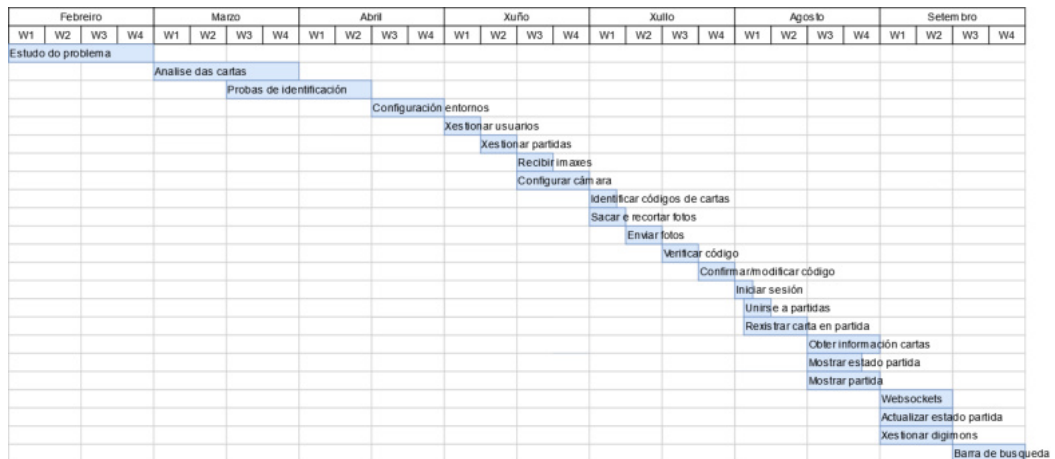 Febreiro Marzo Abril Xuño Xullo Agosto Setembro
W1 W2 W3 W4 W1 W2 W3 W4 W1 W2 W3 W4 W1 W2 W3 W4 W1 W2 W3 W4 W1 W2 W3 W4 W1 W2 W3 W4
Estudo do problema
Analise das cartas
Probas de identificación
Configuración entornos
Xestionar usuarios
Xestionar partidas
Recibir imaxes
Configurar cámara
Identificar códigos de cartas
Sacar e recortar fotos
Enviar fotos
Verificar código
Confirmar/modificar código
Iniciar sesión
Unirse a partidas
Rexistrar carta en partida
Obter información cartas
Mostrar estado partida
Mostrar partida
Websockets
Actualizar estado partida
Xestionar digimons
Barra de busqueda